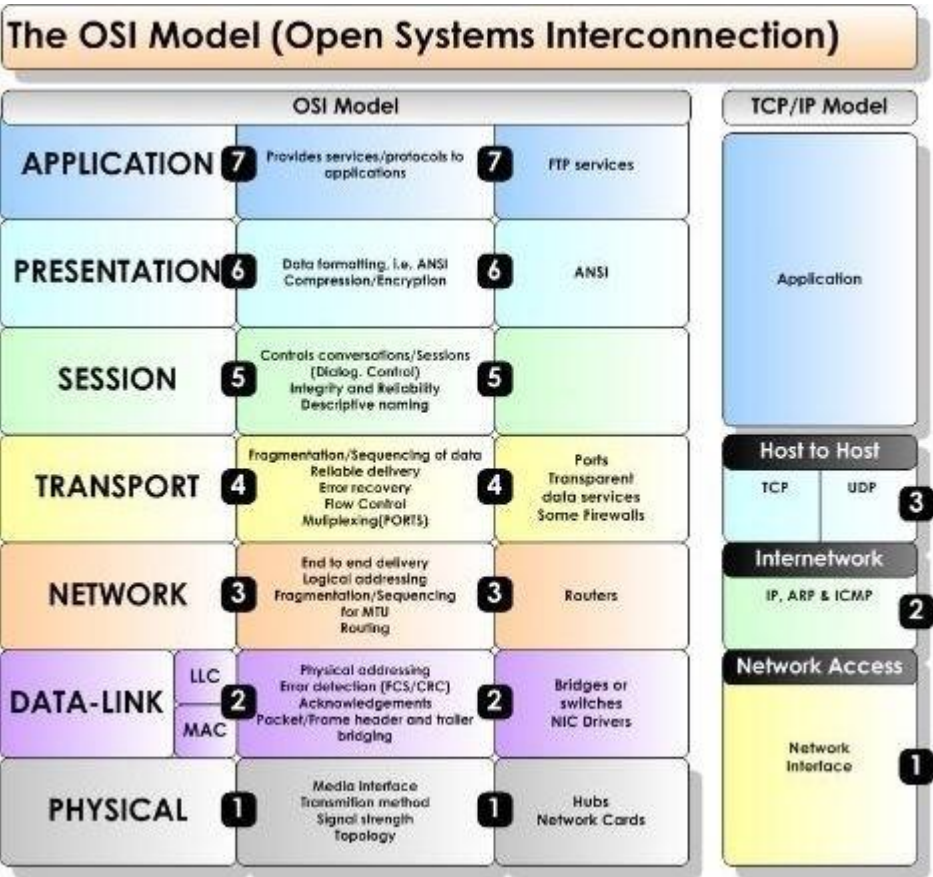 The OSI Model (Open Systems Interconnection)
OSI Model
TCP/IP Model
APPLICATION
7
Provides services/protocols to
applications
7
FTP services
PRESENTATION
6
Data formatting, i.e. ANSI
Compression/Encryption
6
ANSI
SESSION
5
Controls conversations/Sessions
(Dialog. Control)
Integrity and Reliability
Descriptive naming
5
TRANSPORT
4
Fragmentation/Sequencing of data
Reliable delivery
Error recovery
Flow Control
Muliplexing(PORTS)
4
Ports
Transparent
data services
Some Firewalls
NETWORK
3
End to end delivery
Logical addressing
Fragmentation/Sequencing
for MTU
Routing
3
Routers
DATA-LINK
LLC
MAC
2
Physical addressing
Error detection (FCS/CRC)
Acknowledgements
Packet/Frame header and trailer
bridging
2
Bridges or
switches
NIC Drivers
PHYSICAL
1
Media Interface
Transmition method
Signal strength
Topology
1
Hubs
Network Cards
Application
Host to Host
TCP
UDP
3
Internetwork
IP, ARP & ICMP
2
Network Access
Network
Interface
1